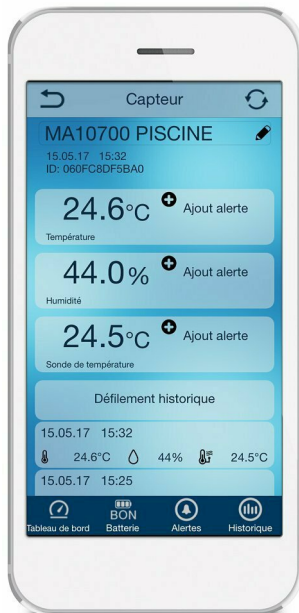 Capteur
MA10700 PISCINE
15.05.17 15:32
ID: 060FC8DF5BA0
24.6°C Ajout alerte
Température
44.0% Ajout alerte
Humidité
24.5°C Ajout alerte
Sonde de température
Défilement historique
15.05.17 15:32
24.6°C 44% 24.5°C
15.05.17 15:25
BON
Tableau de bord Batterie Alertes Historique